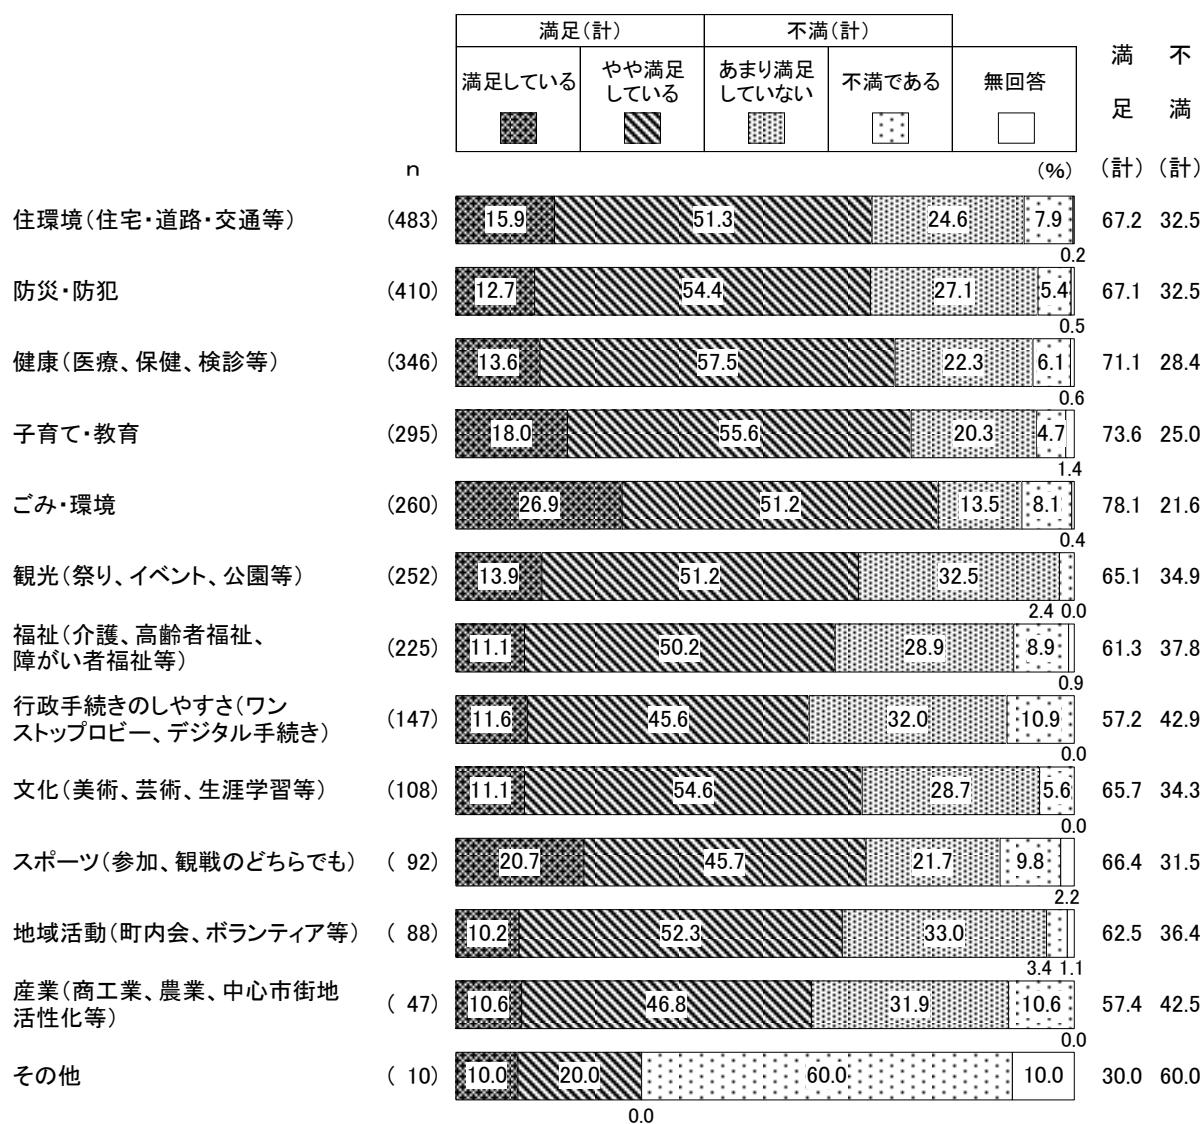 満足(計) 不満(計)
満足している やや満足している あまり満足していない 不満である 無回答
満足(計) 不満(計)
n (%)
住環境(住宅・道路・交通等) (483) 15.9 51.3 24.6 7.9 67.2 32.5
0.2
防災・防犯 (410) 12.7 54.4 27.1 5.4 67.1 32.5
0.5
健康(医療、保健、検診等) (346) 13.6 57.5 22.3 6.1 71.1 28.4
0.6
子育て・教育 (295) 18.0 55.6 20.3 4.7 73.6 25.0
1.4
ごみ・環境 (260) 26.9 51.2 13.5 8.1 78.1 21.6
0.4
観光(祭り、イベント、公園等) (252) 13.9 51.2 32.5 65.1 34.9
2.4 0.0
福祉(介護、高齢者福祉、
障がい者福祉等) (225) 11.1 50.2 28.9 8.9 61.3 37.8
0.9
行政手続きのしやすさ(ワン
ストップロビー、デジタル手続き) (147) 11.6 45.6 32.0 10.9 57.2 42.9
0.0
文化(美術、芸術、生涯学習等) (108) 11.1 54.6 28.7 5.6 65.7 34.3
0.0
スポーツ(参加、観戦のどちらでも) ( 92) 20.7 45.7 21.7 9.8 66.4 31.5
2.2
地域活動(町内会、ボランティア等) ( 88) 10.2 52.3 33.0 62.5 36.4
3.4 1.1
産業(商工業、農業、中心市街地
活性化等) ( 47) 10.6 46.8 31.9 10.6 57.4 42.5
0.0
その他 ( 10) 10.0 20.0 60.0 10.0 30.0 60.0
0.0